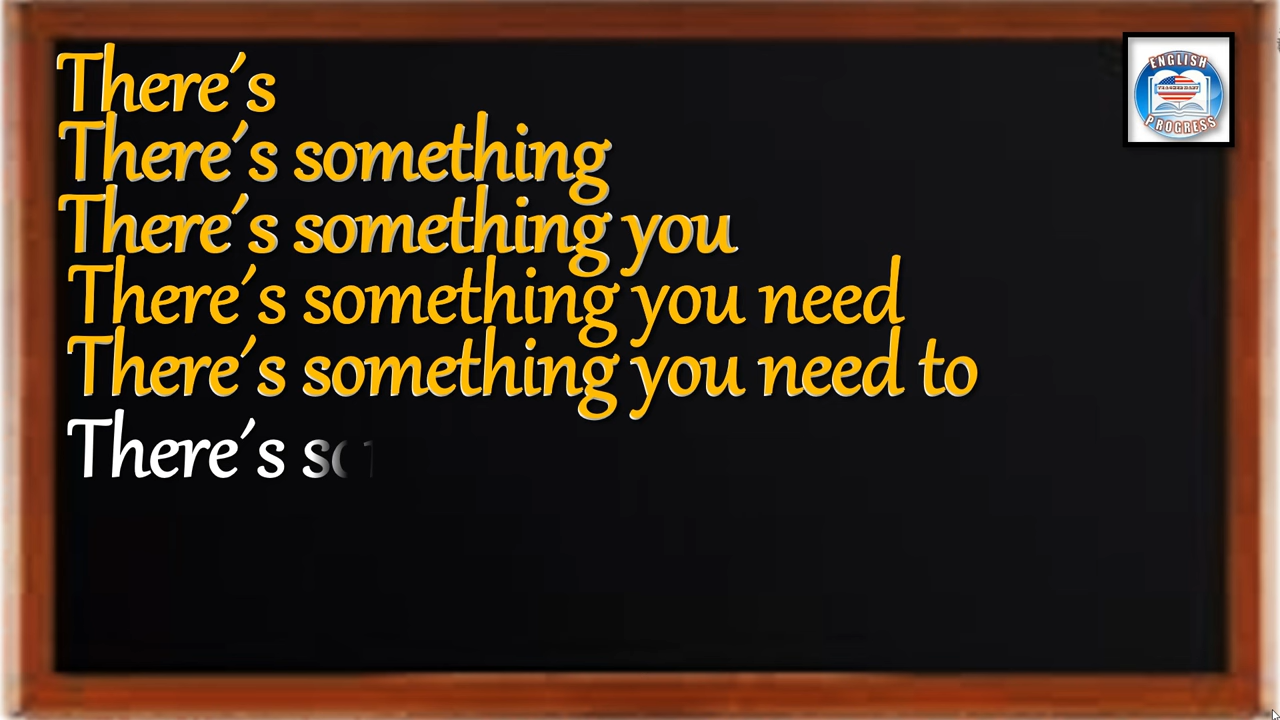 There's
There's something
There's something you
There's something you need
There's something you need to
There's
ENGLISH
PROGRESS